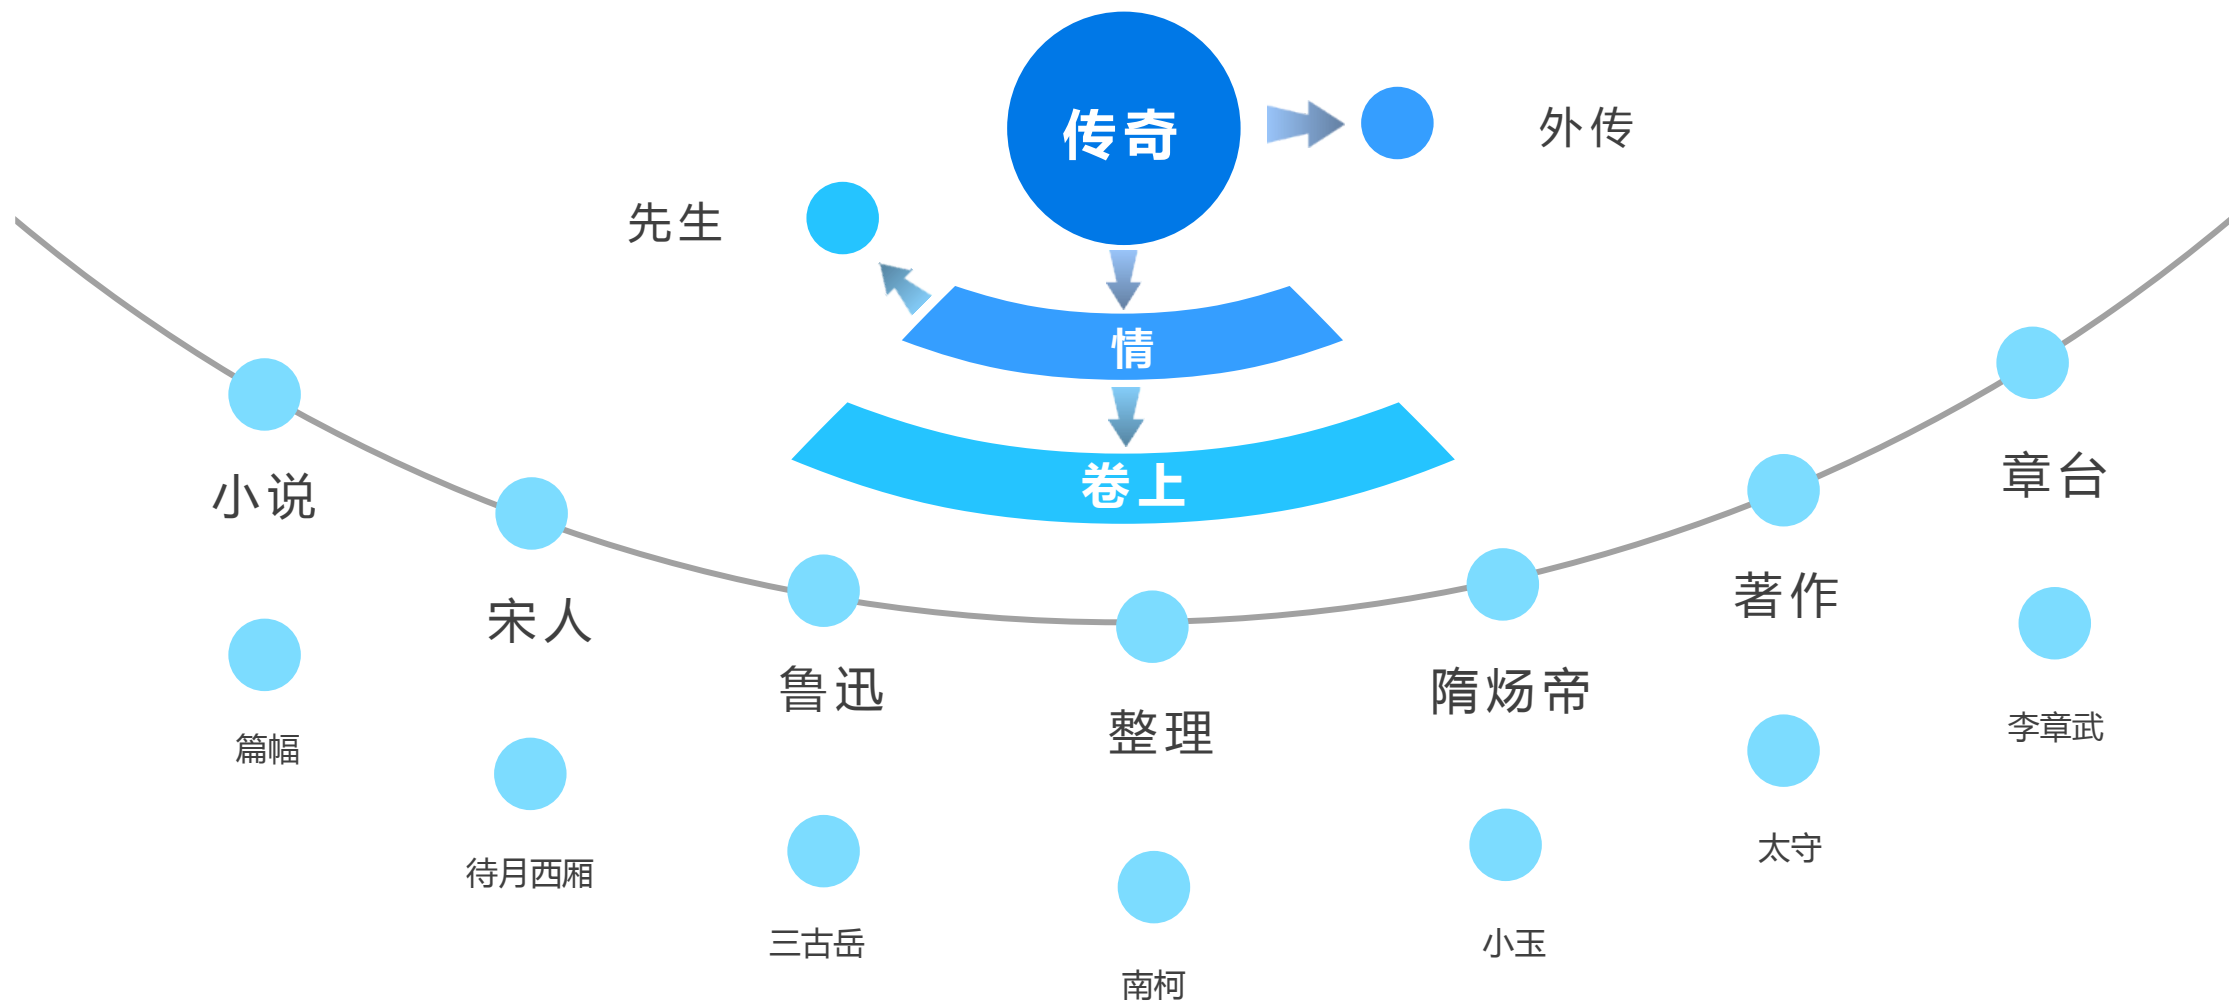 传奇
外传
先生
情
卷上
小说
宋人
鲁迅
整理
隋炀帝
著作
章台
篇幅
待月西厢
三古岳
南柯
小玉
太守
李章武